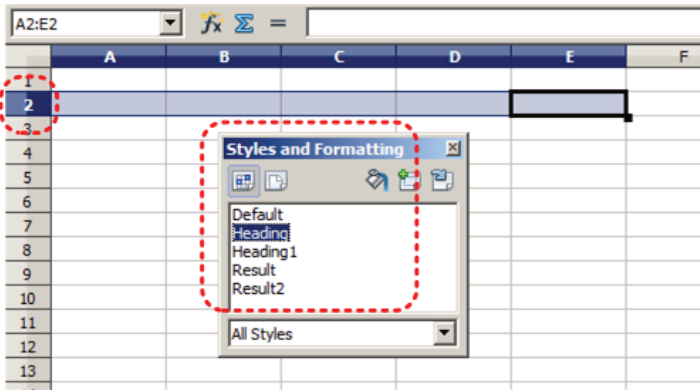 A2:E2
A B C D E F
1
2
3
4
Styles and Formatting
5
6
7
Default
Heading
8
Heading1
9
Result
10
Result2
11
All Styles
12
13